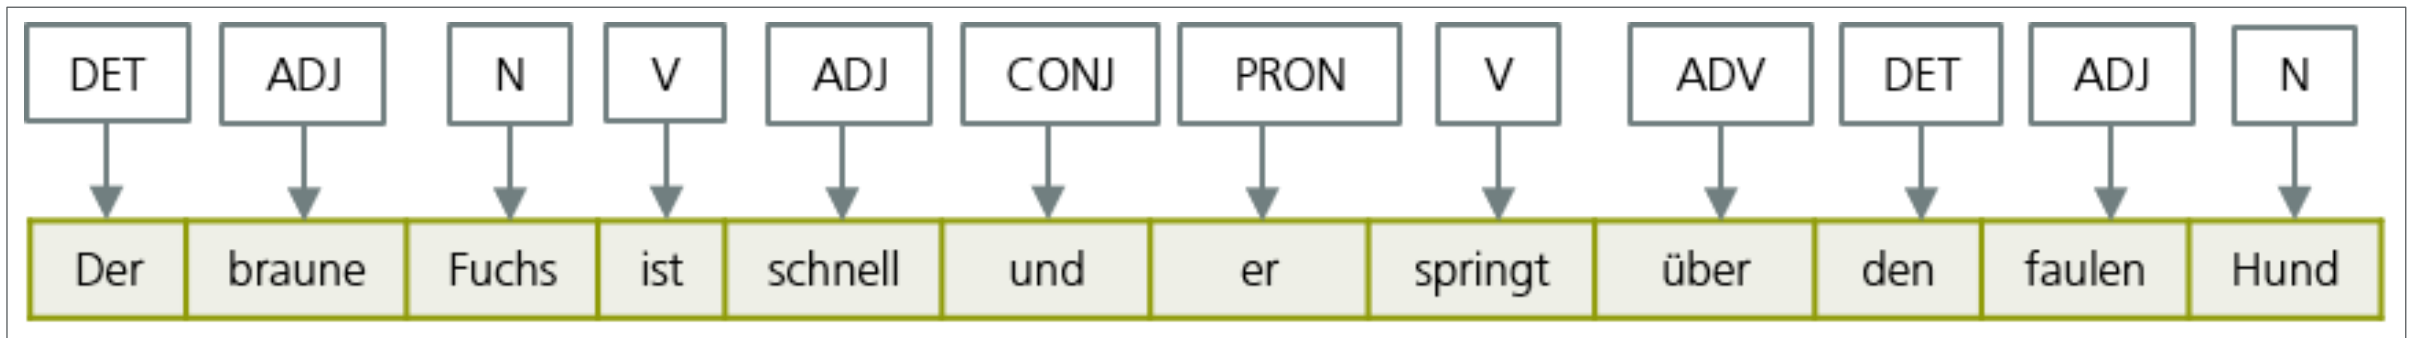 DET ADJ N V ADJ CONJ PRON V ADV DET ADJ N
Der braune Fuchs ist schnell und er springt über den faulen Hund